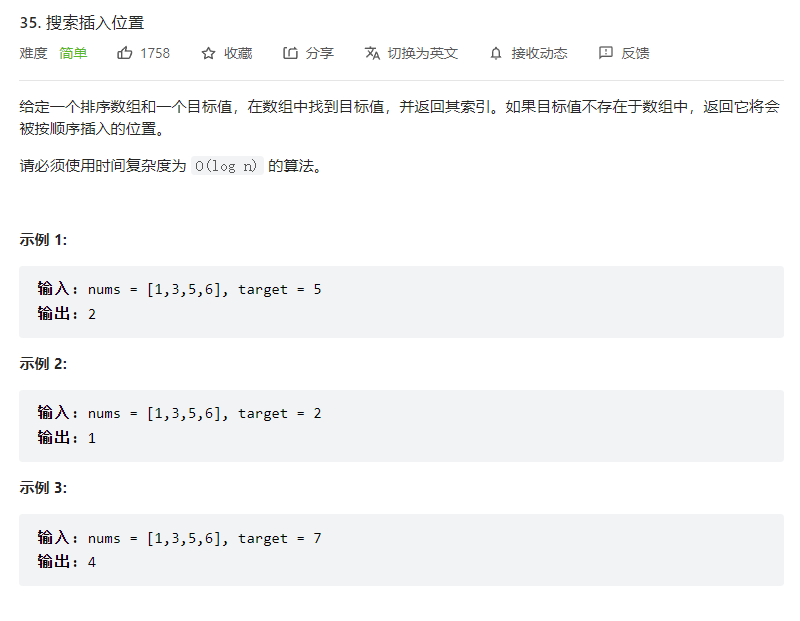 35. 搜索插入位置
难度 简单 1758 收藏 分享 切换为英文 接收动态 反馈
给定一个排序数组和一个目标值，在数组中找到目标值，并返回其索引。如果目标值不存在于数组中，返回它将会
被按顺序插入的位置。
请必须使用时间复杂度为 O(log n) 的算法。
示例 1:
输入: nums = [1,3,5,6], target = 5
输出: 2
示例 2:
输入: nums = [1,3,5,6], target = 2
输出: 1
示例 3:
输入: nums = [1,3,5,6], target = 7
输出: 4